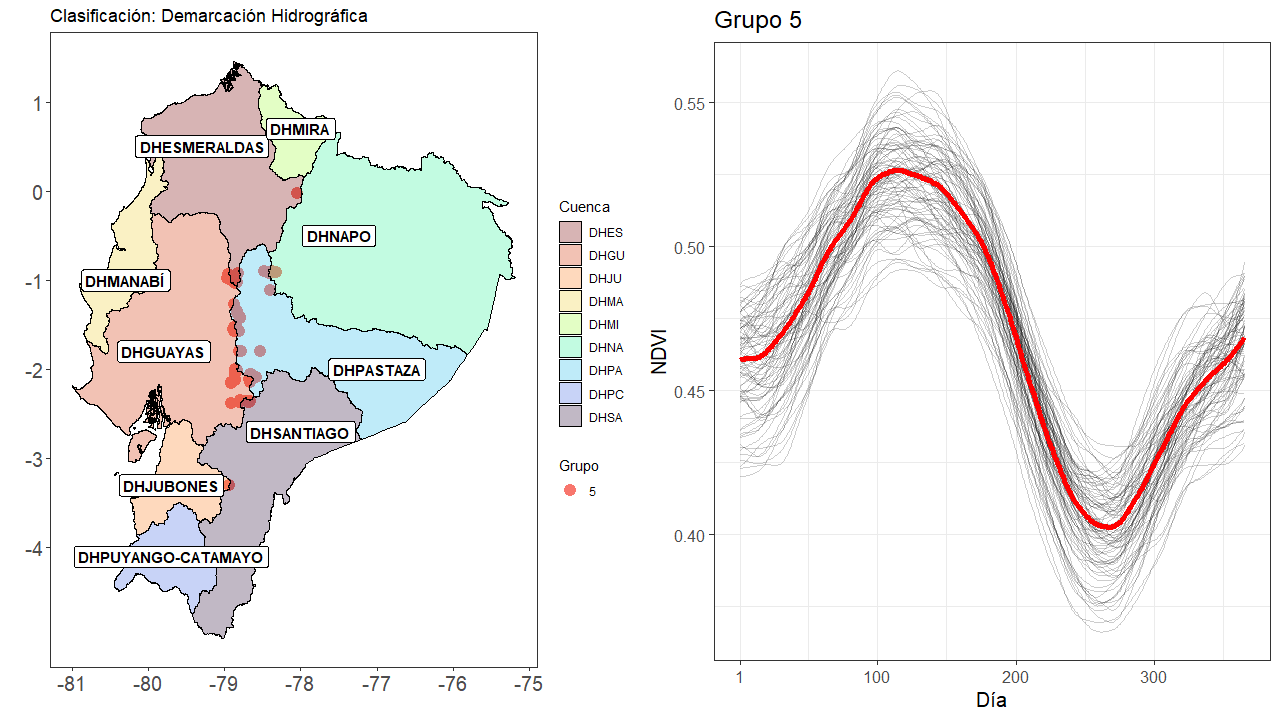 Clasificación: Demarcación Hidrográfica
1
0
-1
-2
-3
-4
-81
-80
-79
-78
-77
-76
-75
DHMIRA
DHESMERALDAS
DHNAPO
DHMANABÍ
DHGUAYAS
DHPASTAZA
DHSANTIAGO
DHJUBONES
DHPUYANGO-CATAMAYO
Cuenca
DHES
DHGU
DHJU
DHMA
DHMI
DHNA
DHPA
DHPC
DHSA
Grupo
5
Grupo 5
NDVI
0.55
0.50
0.45
0.40
1
100
200
300
Día